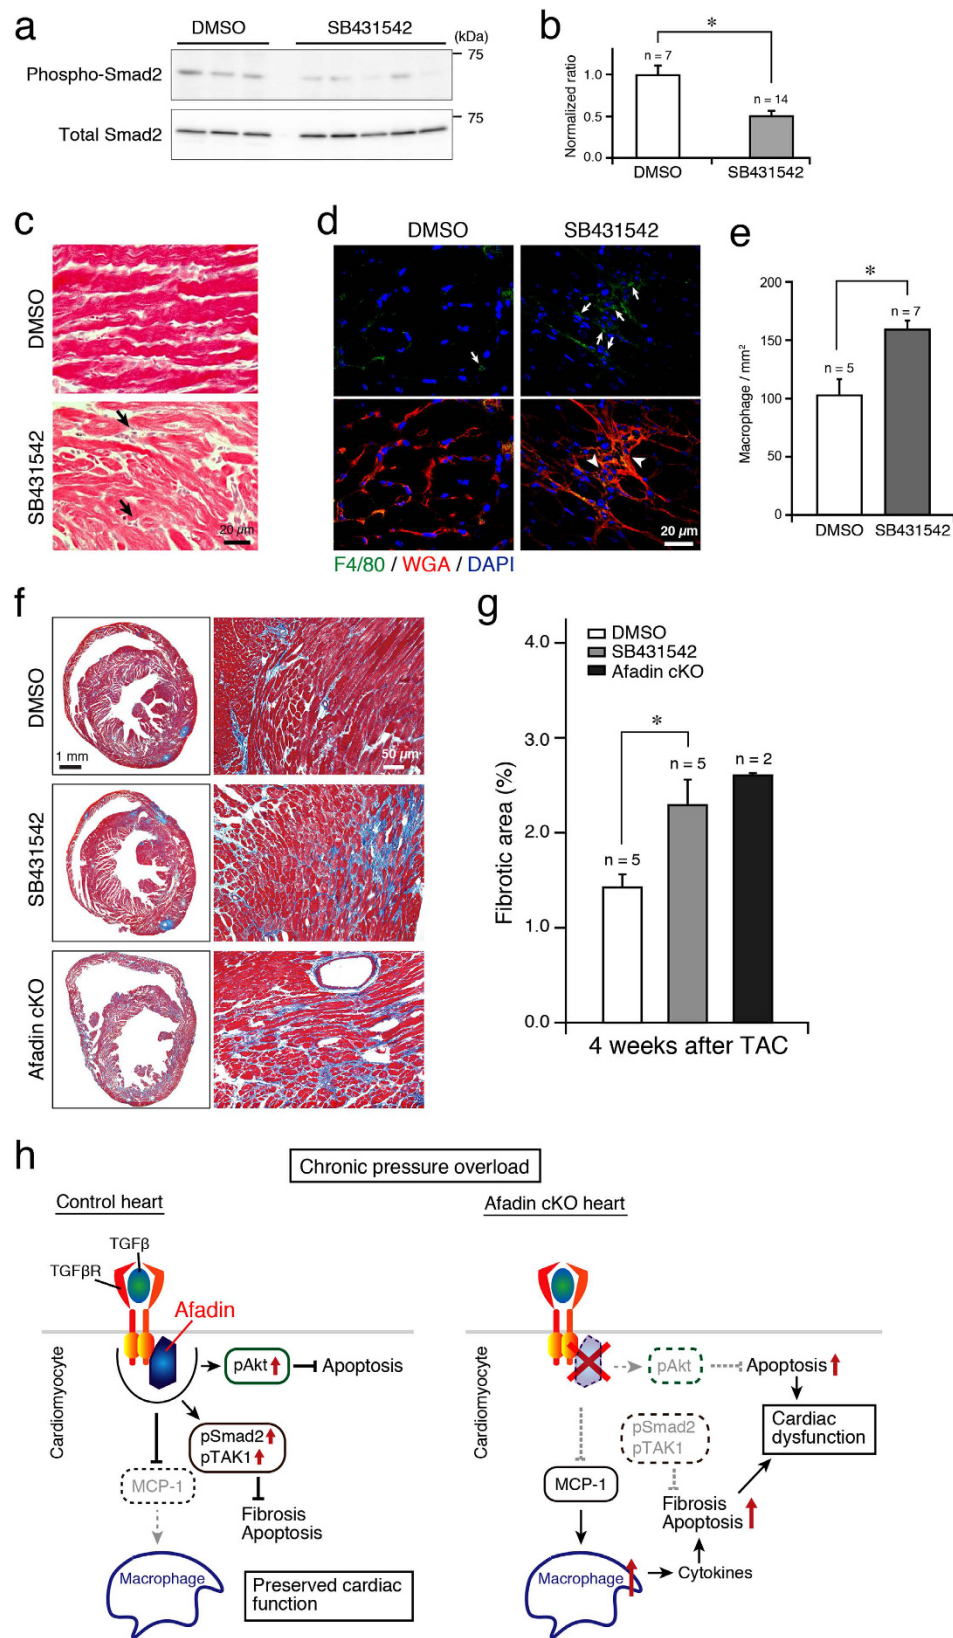 a
DMSO
SB431542
(kDa)
Phospho-Smad2
75
Total Smad2
75
b
*
n = 7
n = 14
Normalized ratio
1.0
0.5
0.0
DMSO
SB431542
c
DMSO
SB431542
20 µm
d
DMSO
SB431542
20 µm
F4/80 / WGA / DAPI
e
*
n = 7
n = 5
Macrophage / mm²
200
150
100
50
0
DMSO
SB431542
f
DMSO
1 mm
50 µm
SB431542
Afadin cKO
g
DMSO
SB431542
Afadin cKO
*
n = 5
n = 5
n = 2
Fibrotic area (%)
4.0
3.0
2.0
1.0
0.0
4 weeks after TAC
h
Chronic pressure overload
Control heart
TGFβ
TGFβR
Afadin
Cardiomyocyte
pAkt
Apoptosis
pSmad2
pTAK1
MCP-1
Fibrosis
Apoptosis
Macrophage
Preserved cardiac
function
Afadin cKO heart
Cardiomyocyte
pAkt
Apoptosis
Cardiac
dysfunction
pSmad2
pTAK1
MCP-1
Fibrosis
Apoptosis
Macrophage
Cytokines